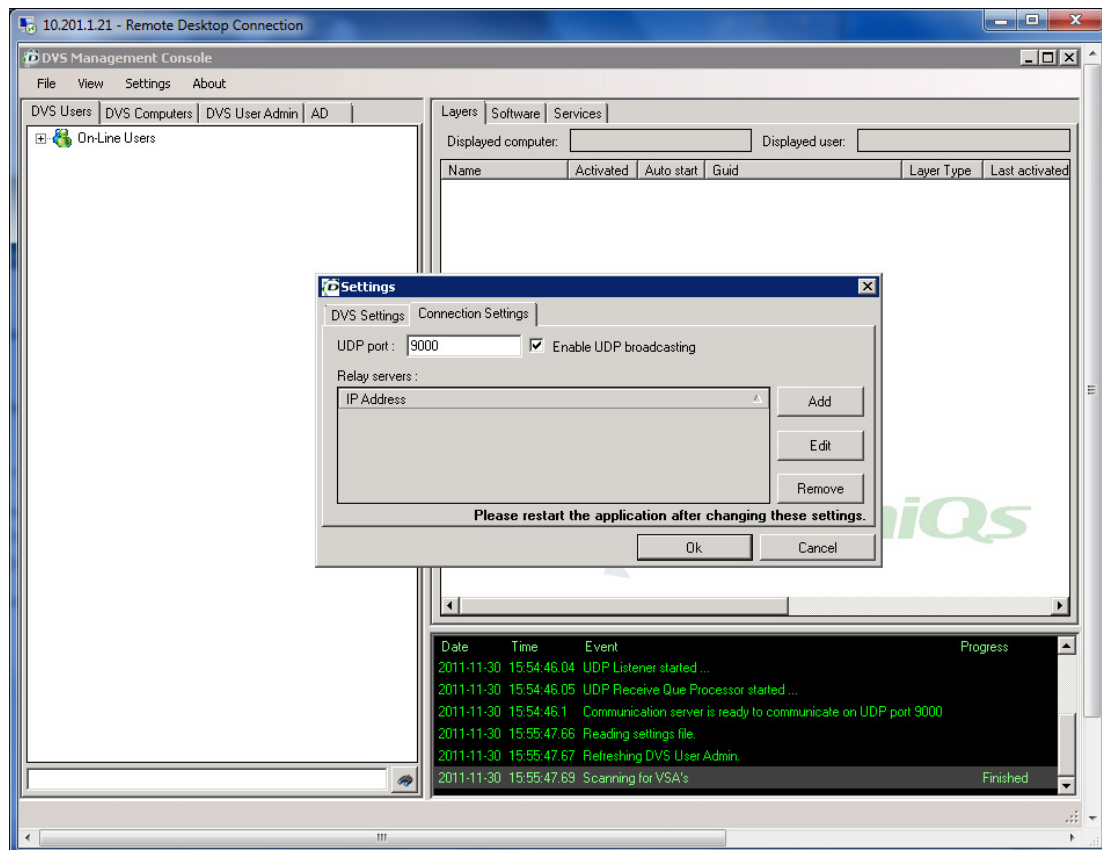 10.201.1.21 - Remote Desktop Connection
DVS Management Console
File View Settings About
DVS Users DVS Computers DVS User Admin AD
On-Line Users
Layers Software Services
Displayed computer: Displayed user:
Name Activated Auto start Guid Layer Type Last activated
Settings
DVS Settings Connection Settings
UDP port : 9000 Enable UDP broadcasting
Relay servers :
IP Address
Add
Edit
Remove
Please restart the application after changing these settings.
Ok Cancel
iQs
Date Time Event Progress
2011-11-30 15:54:46.04 UDP Listener started ...
2011-11-30 15:54:46.05 UDP Receive Que Processor started ...
2011-11-30 15:54:46.1 Communication server is ready to communicate on UDP port 9000
2011-11-30 15:55:47.66 Reading settings file.
2011-11-30 15:55:47.67 Refreshing DVS User Admin.
2011-11-30 15:55:47.69 Scanning for VSA's Finished